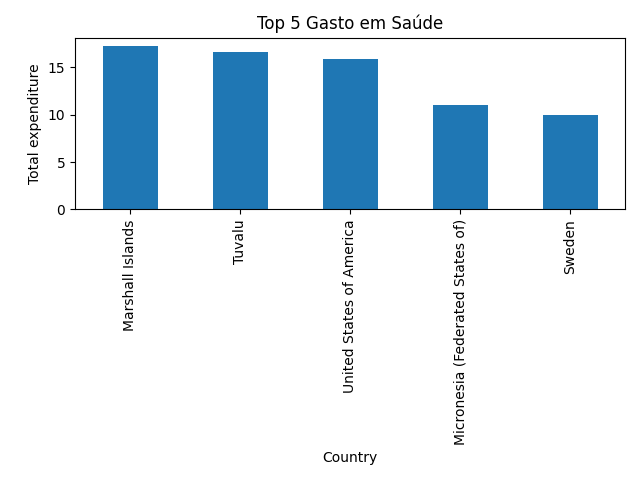 Top 5 Gasto em Saúde
Total expenditure
15
10
5
0
Marshall Islands
Tuvalu
United States of America
Micronesia (Federated States of)
Sweden
Country